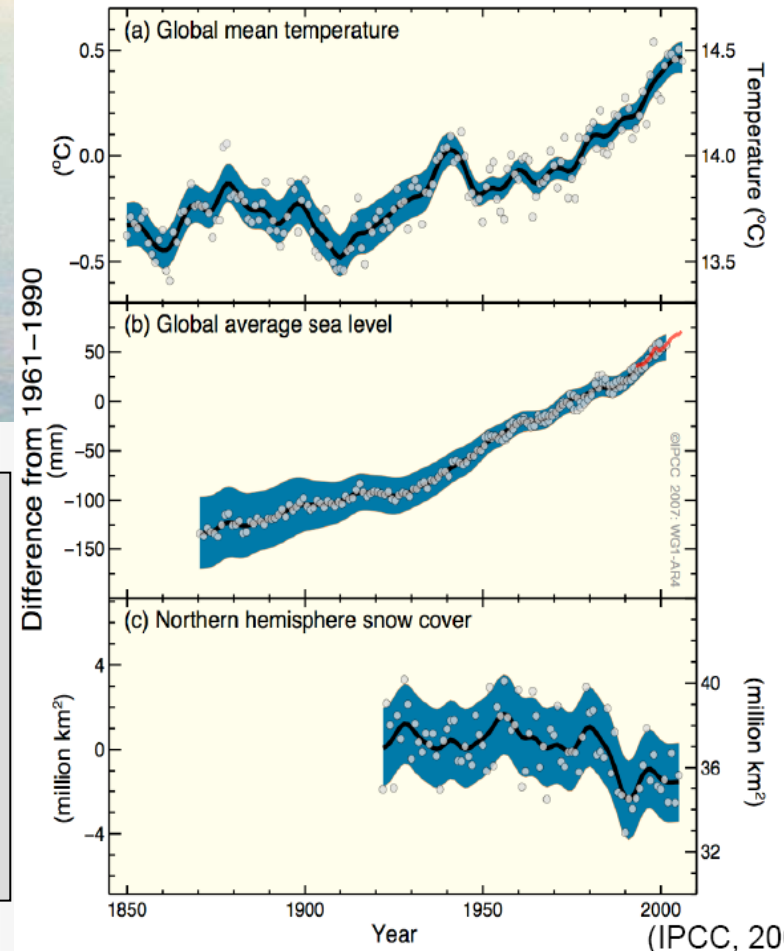 (a) Global mean temperature
0.5
0.0
−0.5
(°C)
14.5
14.0
13.5
Temperature (°C)
Difference from 1961–1990
(b) Global average sea level
50
0
−50
−100
−150
(mm)
©IPCC 2007: WG1-AR4
(c) Northern hemisphere snow cover
4
0
−4
(million km²)
40
36
32
(million km²)
1850
1900
1950
2000
Year
(IPCC, 20